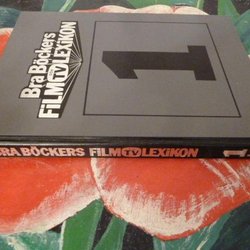 Bra Böckers
FILM TV LEXIKON
1
BRA BÖCKERS FILM TV LEXIKON 1